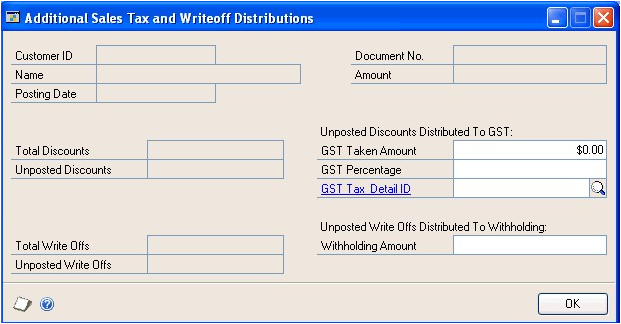 Additional Sales Tax and Writeoff Distributions
Customer ID
Document No.
Name
Amount
Posting Date
Unposted Discounts Distributed To GST:
Total Discounts
GST Taken Amount $0.00
Unposted Discounts
GST Percentage
GST Tax Detail ID
Unposted Write Offs Distributed To Withholding:
Total Write Offs
Withholding Amount
Unposted Write Offs
OK